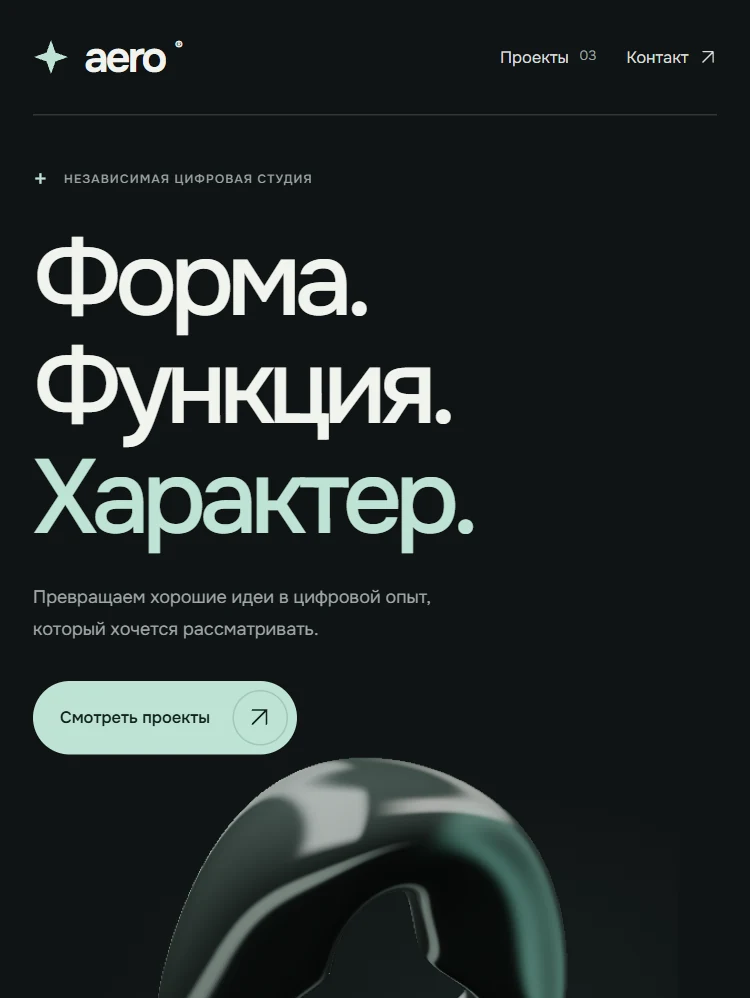 aero ®
Проекты 03 Контакт
НЕЗАВИСИМАЯ ЦИФРОВАЯ СТУДИЯ
Форма.
Функция.
Характер.
Превращаем хорошие идеи в цифровой опыт,
который хочется рассматривать.
Смотреть проекты